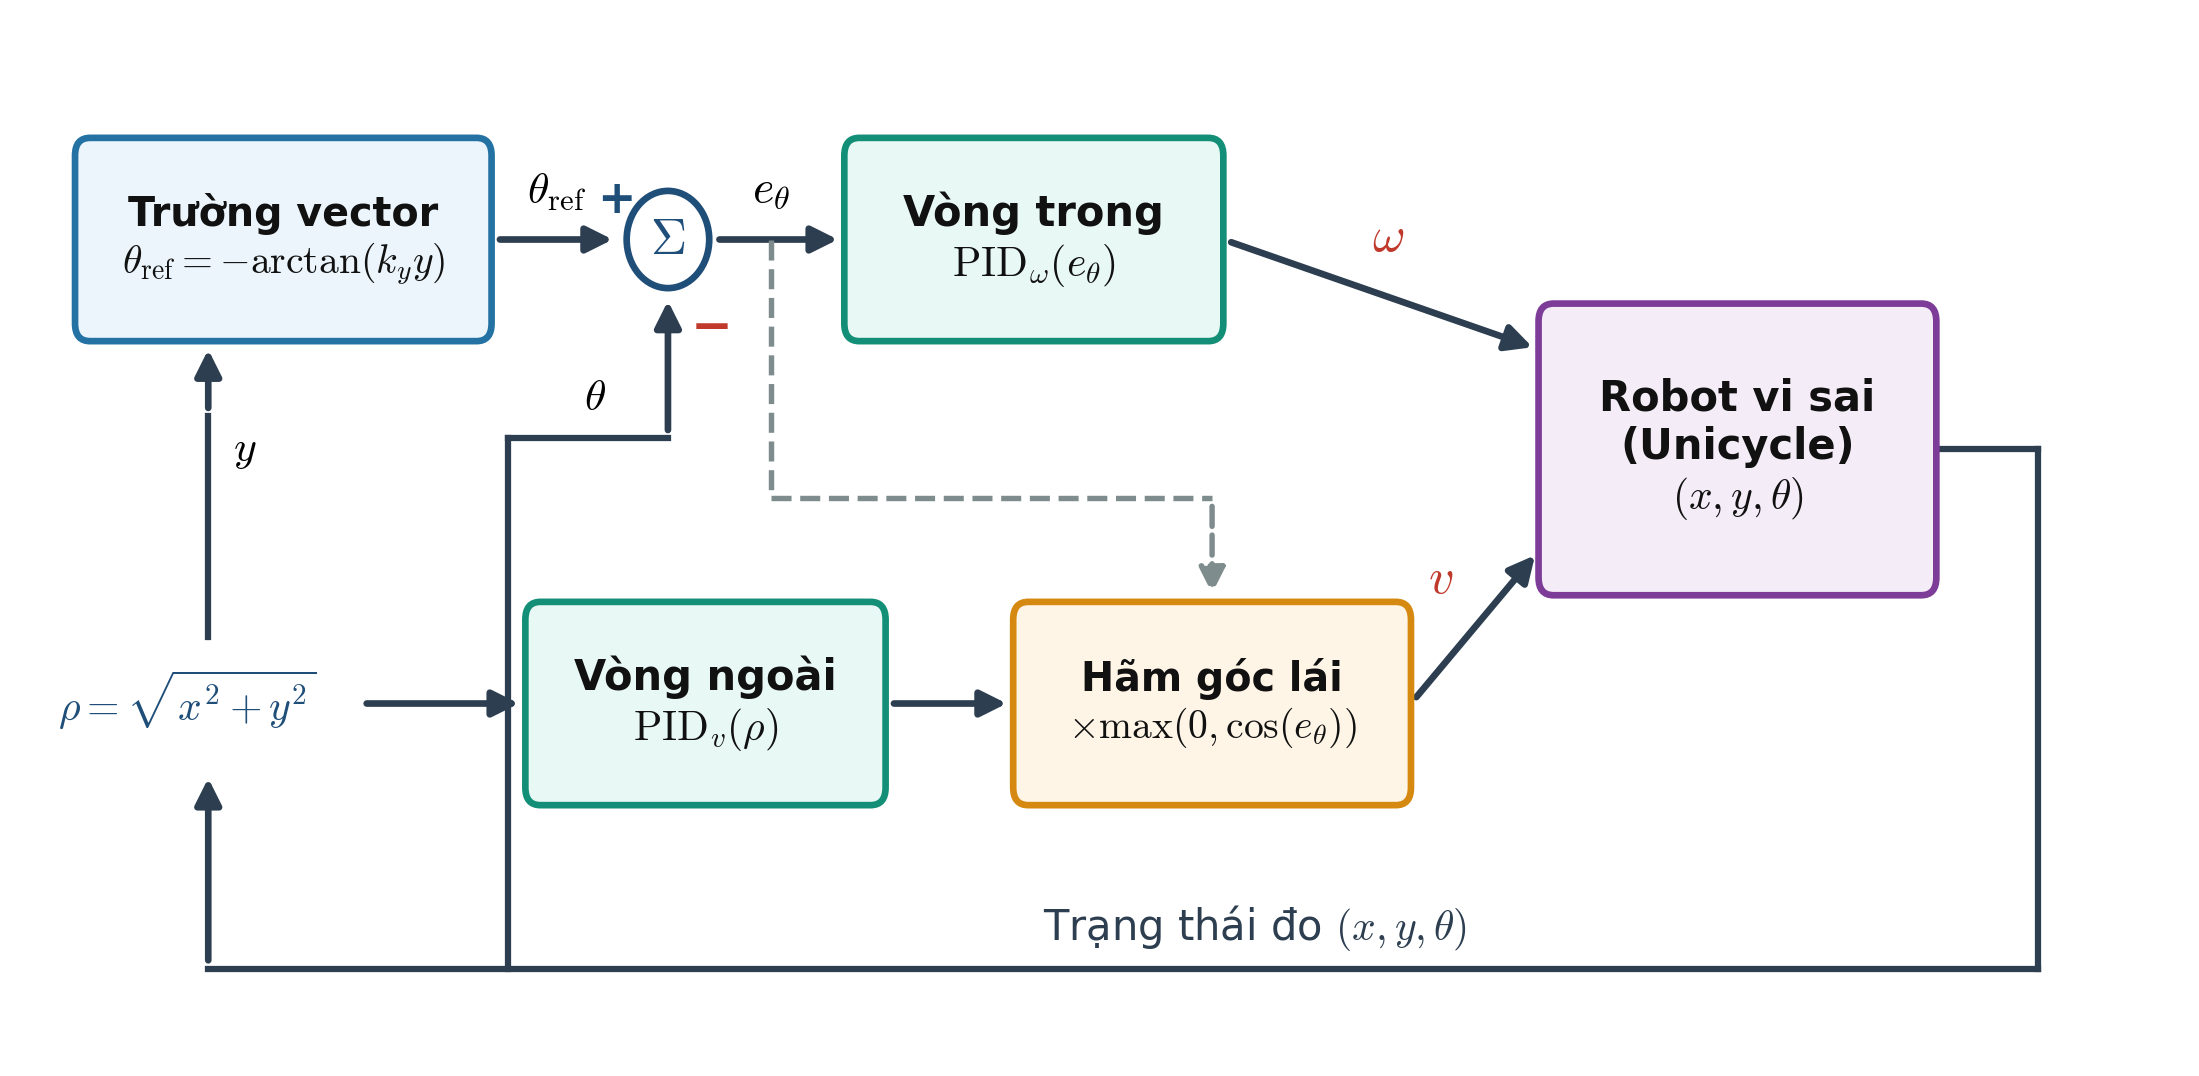 Trường vector
θ_ref = −arctan(k_y y)
θ_ref
+
Σ
−
e_θ
Vòng trong
PID_ω(e_θ)
ω
Robot vi sai
(Unicycle)
(x, y, θ)
θ
y
ρ = √(x² + y²)
Vòng ngoài
PID_v(ρ)
Hãm góc lái
×max(0, cos(e_θ))
v
Trạng thái đo (x, y, θ)